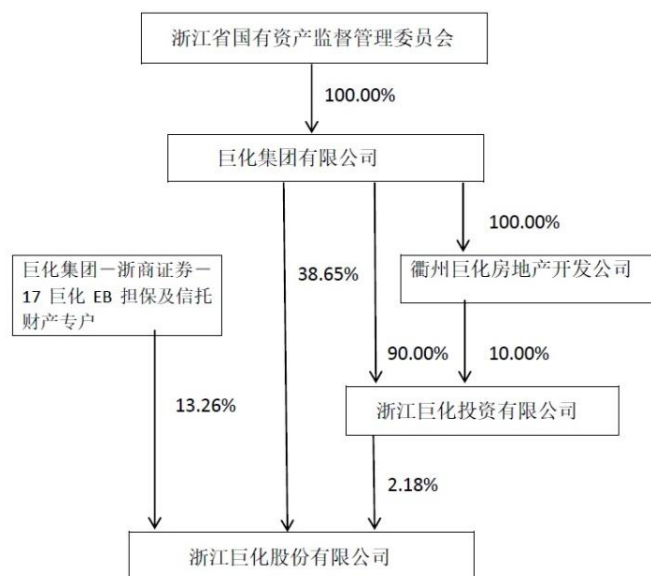 浙江省国有资产监督管理委员会
100.00%
巨化集团有限公司
100.00%
巨化集团－浙商证券－
17 巨化 EB 担保及信托
财产专户
38.65%
衢州巨化房地产开发公司
90.00%
10.00%
13.26%
浙江巨化投资有限公司
2.18%
浙江巨化股份有限公司